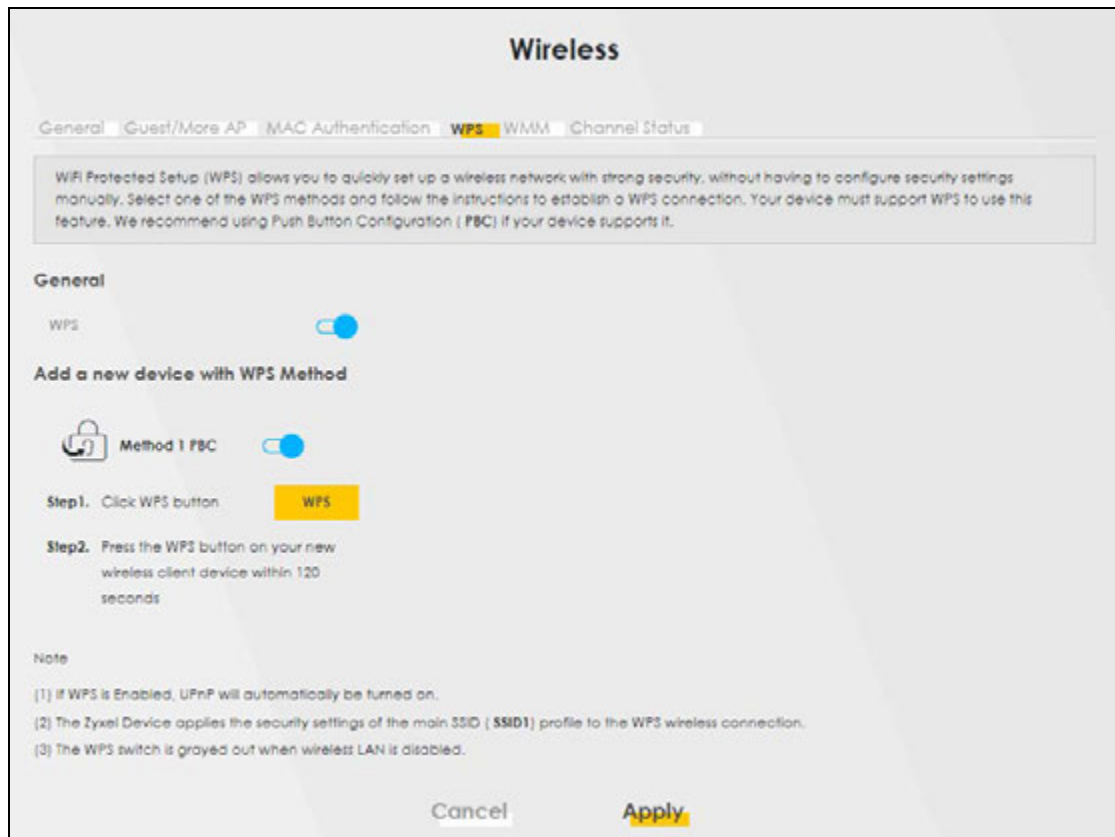 Wireless
General Guest/More AP MAC Authentication WPS WMM Channel Status
WiFi Protected Setup (WPS) allows you to quickly set up a wireless network with strong security, without having to configure security settings
manually. Select one of the WPS methods and follow the instructions to establish a WPS connection. Your device must support WPS to use this
feature. We recommend using Push Button Configuration ( PBC) if your device supports it.
General
WPS
Add a new device with WPS Method
Method 1 PBC
Step1. Click WPS button WPS
Step2. Press the WPS button on your new
wireless client device within 120
seconds
Note
(1) If WPS is Enabled, UPnP will automatically be turned on.
(2) The Zyxel Device applies the security settings of the main SSID ( SSID1) profile to the WPS wireless connection.
(3) The WPS switch is grayed out when wireless LAN is disabled.
Cancel Apply